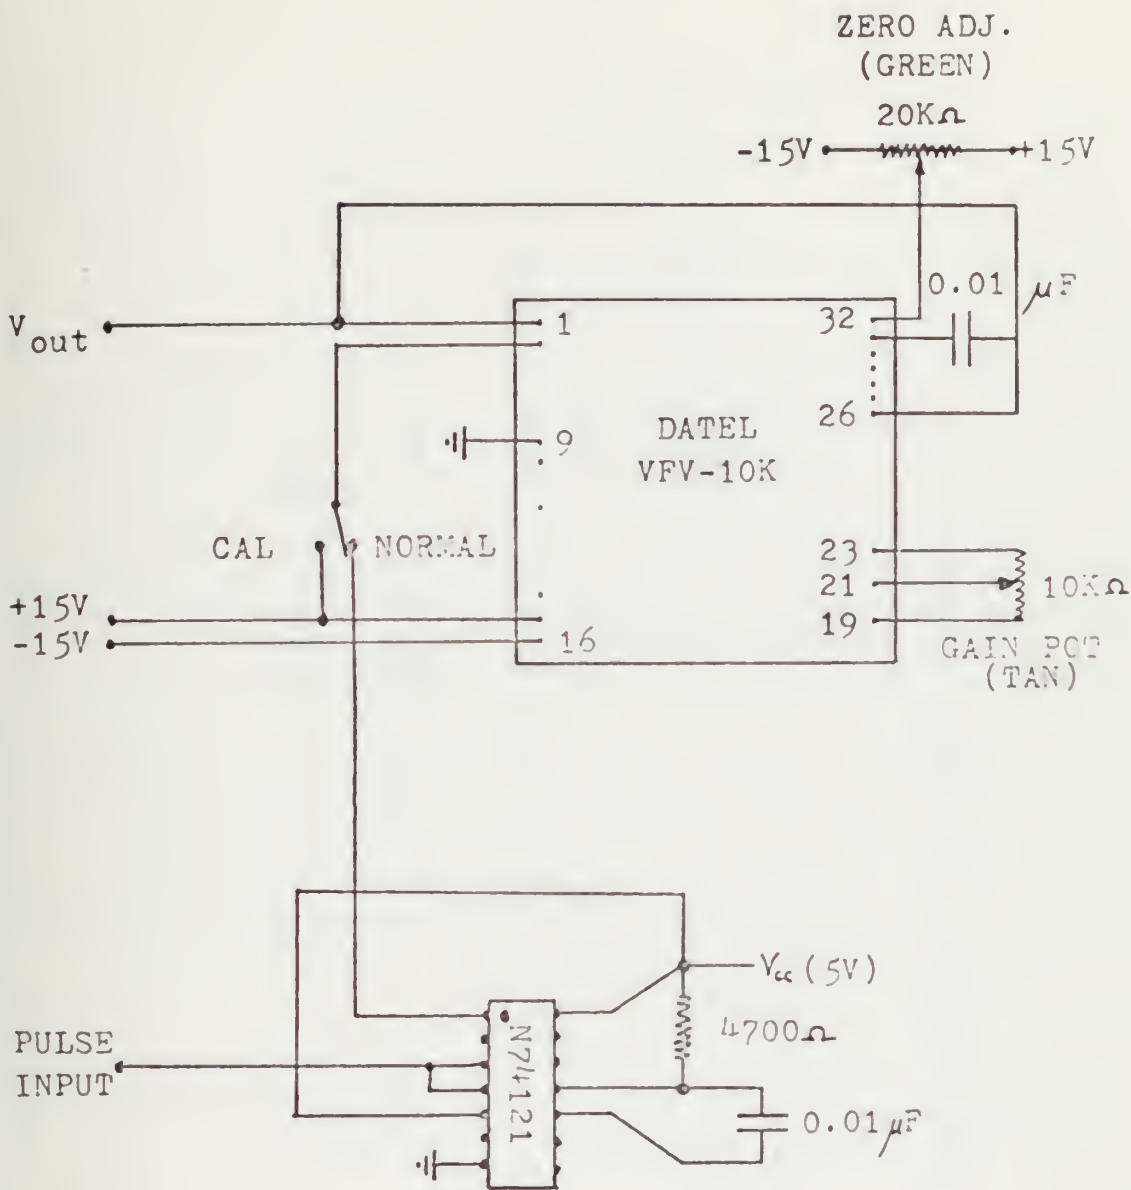 ZERO ADJ.
(GREEN)
20KΩ
-15V
+15V
0.01 μF
Vout
1
32
9
DATEL
VFV-10K
26
CAL
NORMAL
23
21
10KΩ
+15V
-15V
16
19
GAIN POT
(TAN)
Vcc (5V)
4700Ω
PULSE
INPUT
N74121
0.01μF